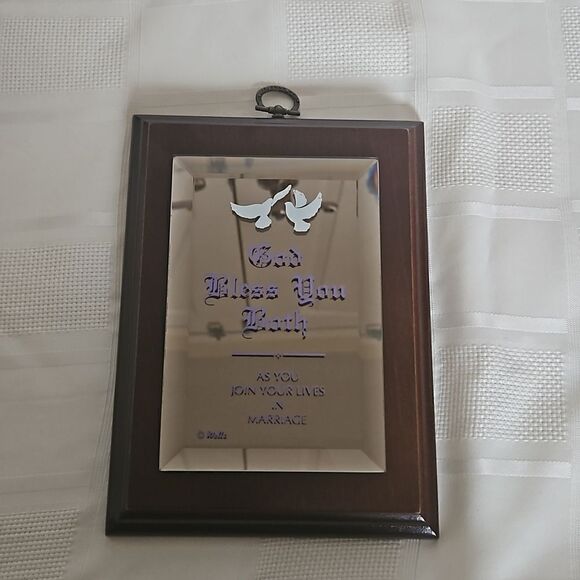 God
Bless You
Both
AS YOU
JOIN YOUR LIVES
IN
MARRIAGE
© Wells